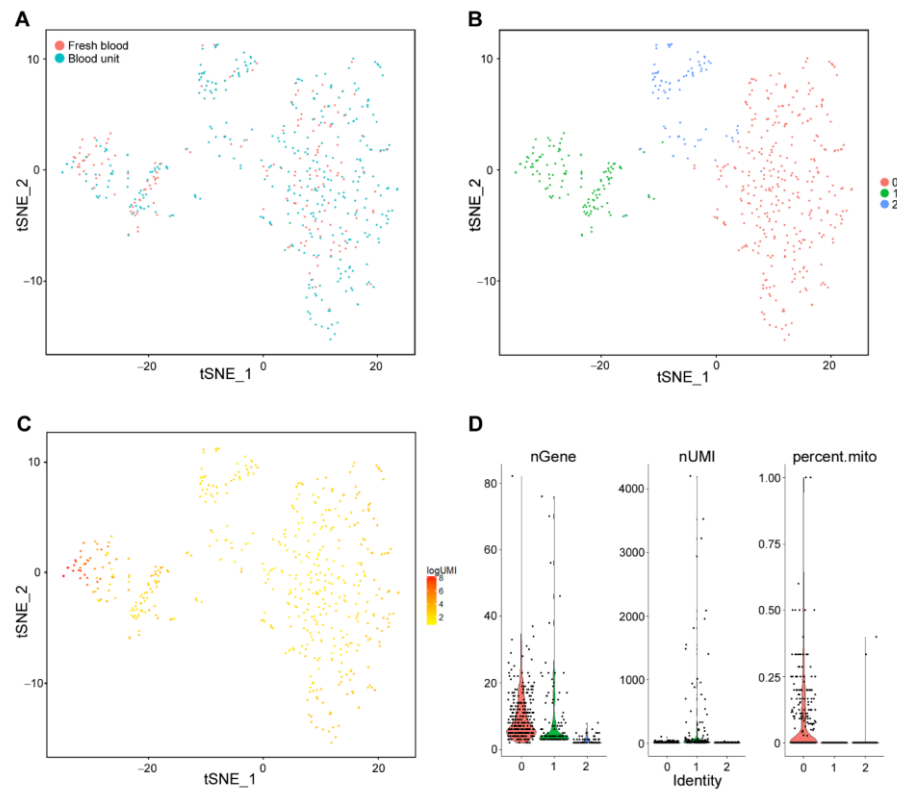 A
Fresh blood
Blood unit
10
0
−10
tSNE_2
−20
0
20
tSNE_1
B
10
0
−10
tSNE_2
−20
0
20
tSNE_1
0
1
2
C
10
0
−10
tSNE_2
−20
0
20
tSNE_1
logUMI
8
6
4
2
D
nGene
80
60
40
20
0
0 1 2
nUMI
4000
3000
2000
1000
0
0 1 2
percent.mito
1.00
0.75
0.50
0.25
0
0 1 2
Identity